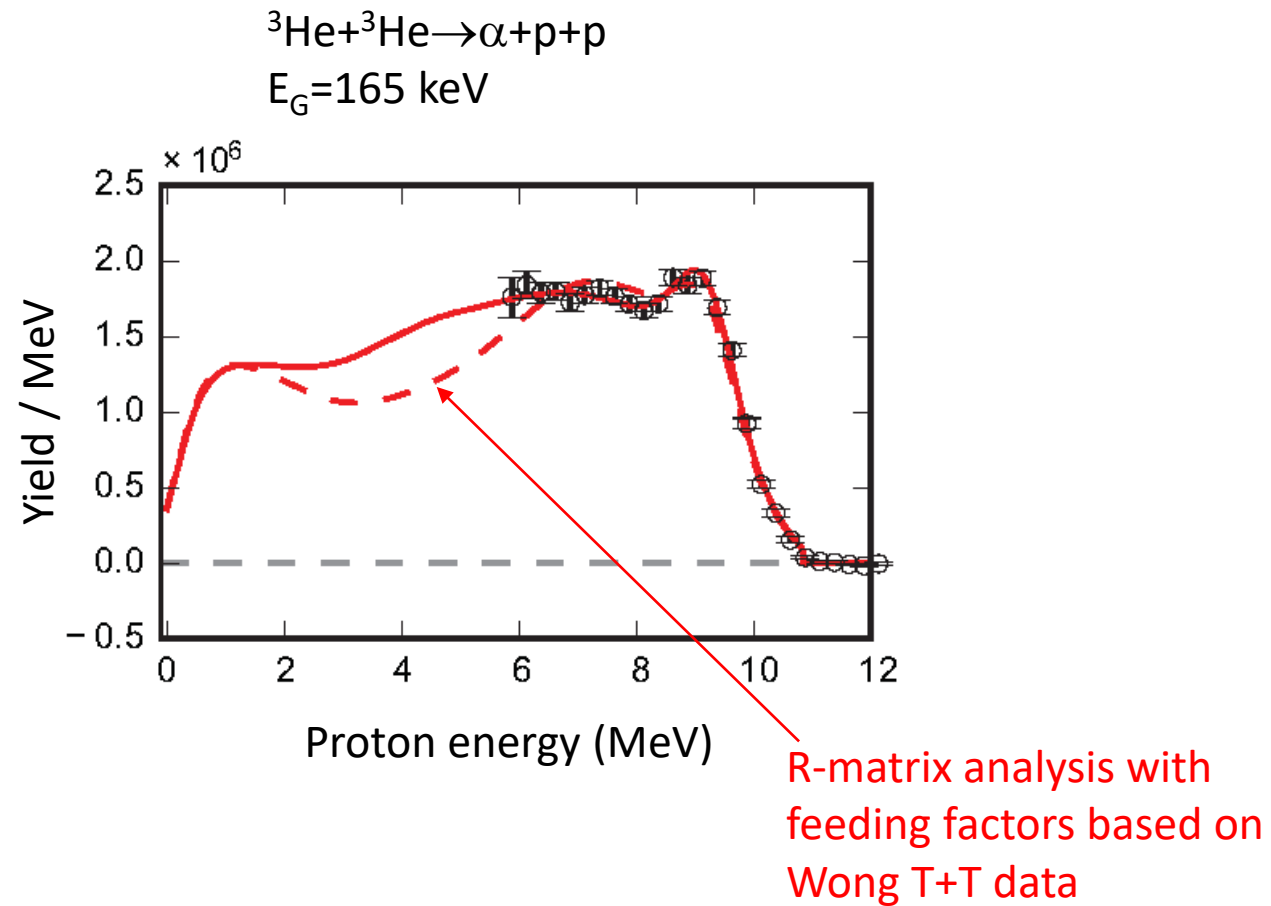 ³He+³He→α+p+p
E_G=165 keV
× 10⁶
2.5
2.0
1.5
1.0
0.5
0.0
−0.5
Yield / MeV
0 2 4 6 8 10 12
Proton energy (MeV)
R-matrix analysis with
feeding factors based on
Wong T+T data